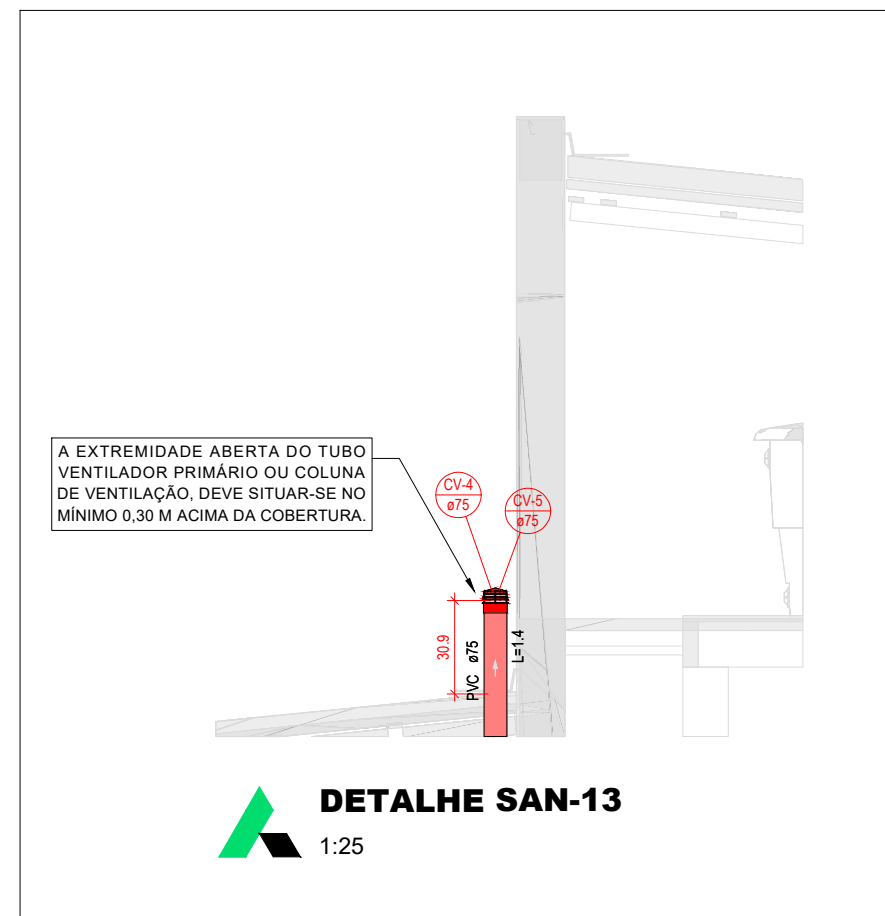 A EXTREMIDADE ABERTA DO TUBO
VENTILADOR PRIMÁRIO OU COLUNA
DE VENTILAÇÃO, DEVE SITUAR-SE NO
MÍNIMO 0,30 M ACIMA DA COBERTURA.
CV-4
ø75
CV-5
ø75
30.9
PVC ø75
L=1.4
DETALHE SAN-13
1:25